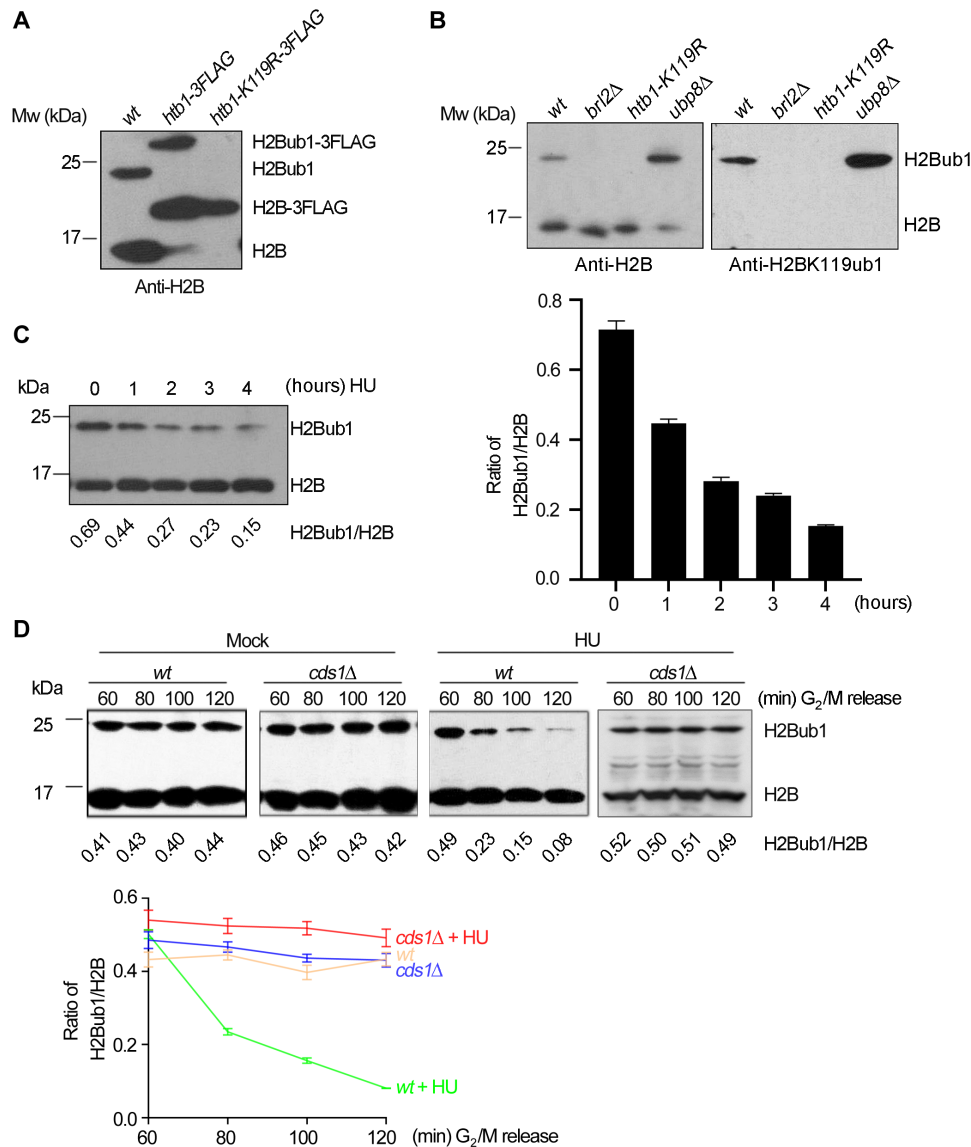 A
Mw (kDa)
wt
htb1-3FLAG
htb1-K119R-3FLAG
25
17
H2Bub1-3FLAG
H2Bub1
H2B-3FLAG
H2B
Anti-H2B
B
Mw (kDa)
wt
brl2Δ
htb1-K119R
ubp8Δ
wt
brl2Δ
htb1-K119R
ubp8Δ
25
17
H2Bub1
H2B
Anti-H2B
Anti-H2BK119ub1
C
kDa
0 1 2 3 4 (hours) HU
25
17
H2Bub1
H2B
0.69 0.44 0.27 0.23 0.15 H2Bub1/H2B
Ratio of
H2Bub1/H2B
0.8
0.6
0.4
0.2
0.0
0 1 2 3 4 (hours)
D
Mock HU
wt cds1Δ wt cds1Δ
kDa
60 80 100 120 60 80 100 120 60 80 100 120 60 80 100 120 (min) G2/M release
25
17
H2Bub1
H2B
0.41 0.43 0.40 0.44 0.46 0.45 0.43 0.42 0.49 0.23 0.15 0.08 0.52 0.50 0.51 0.49 H2Bub1/H2B
Ratio of
H2Bub1/H2B
0.6
0.4
0.2
0.0
cds1Δ + HU
wt
cds1Δ
wt + HU
60 80 100 120 (min) G2/M release